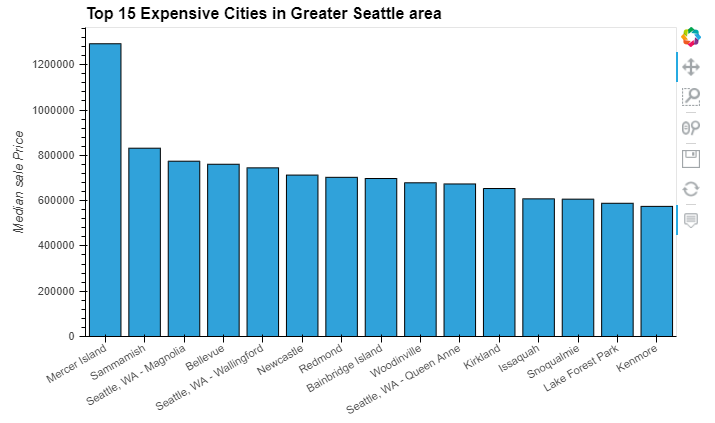 Top 15 Expensive Cities in Greater Seattle area
Median sale Price
1200000
1000000
800000
600000
400000
200000
0
Mercer Island
Sammamish
Seattle, WA - Magnolia
Bellevue
Seattle, WA - Wallingford
Newcastle
Redmond
Bainbridge Island
Woodinville
Seattle, WA - Queen Anne
Kirkland
Issaquah
Snoqualmie
Lake Forest Park
Kenmore